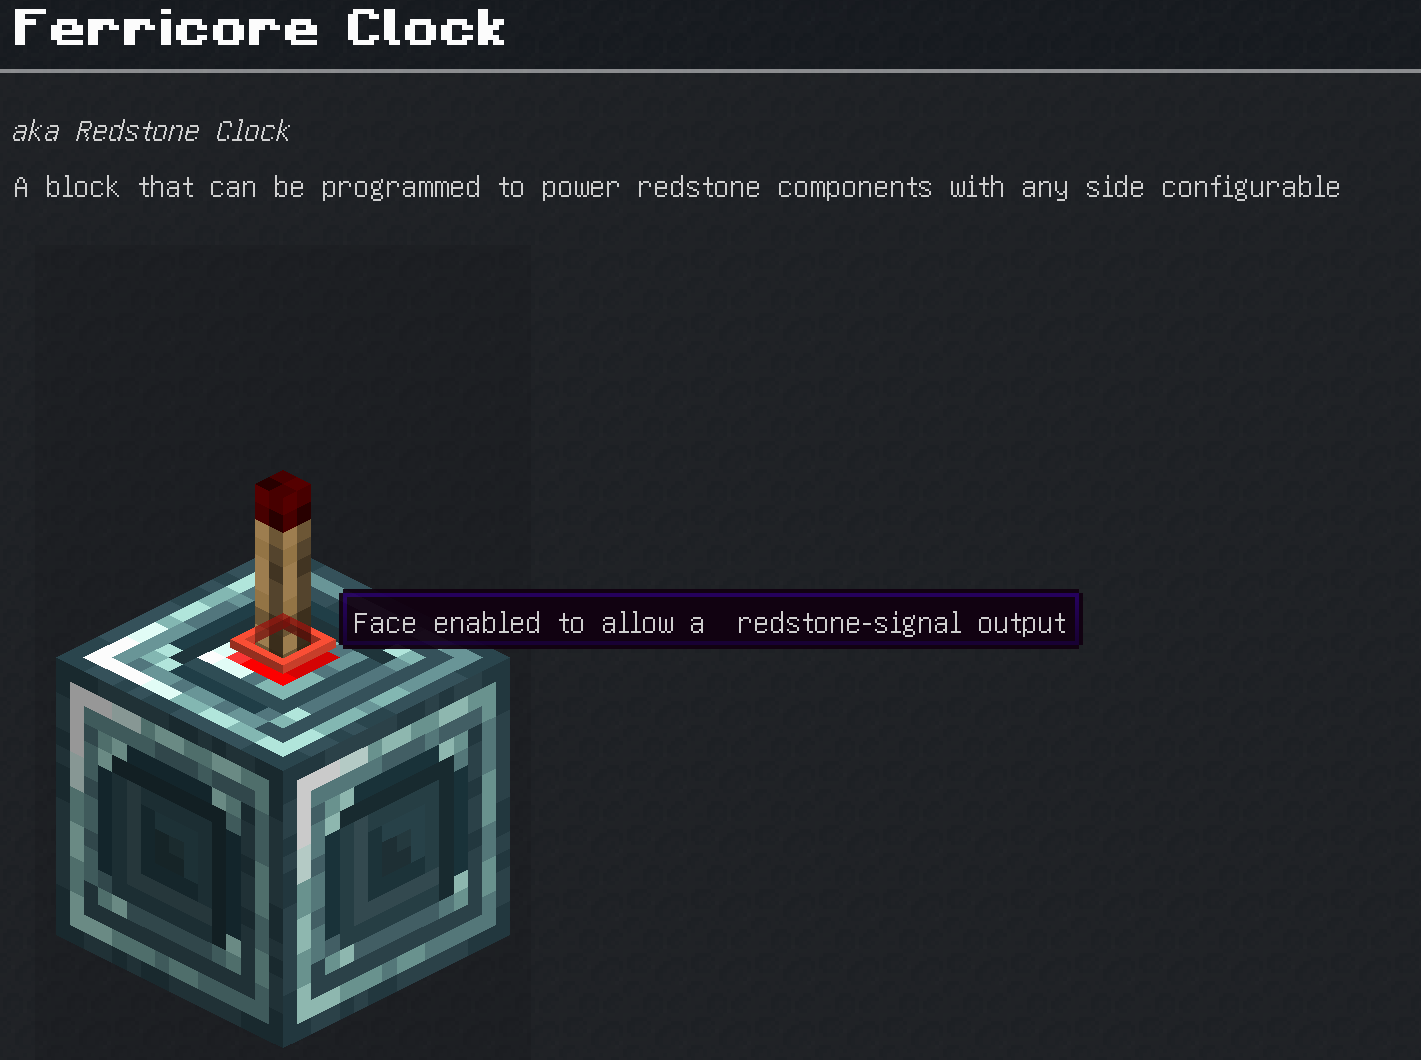 Ferricore Clock
aka Redstone Clock
A block that can be programmed to power redstone components with any side configurable
Face enabled to allow a  redstone-signal output